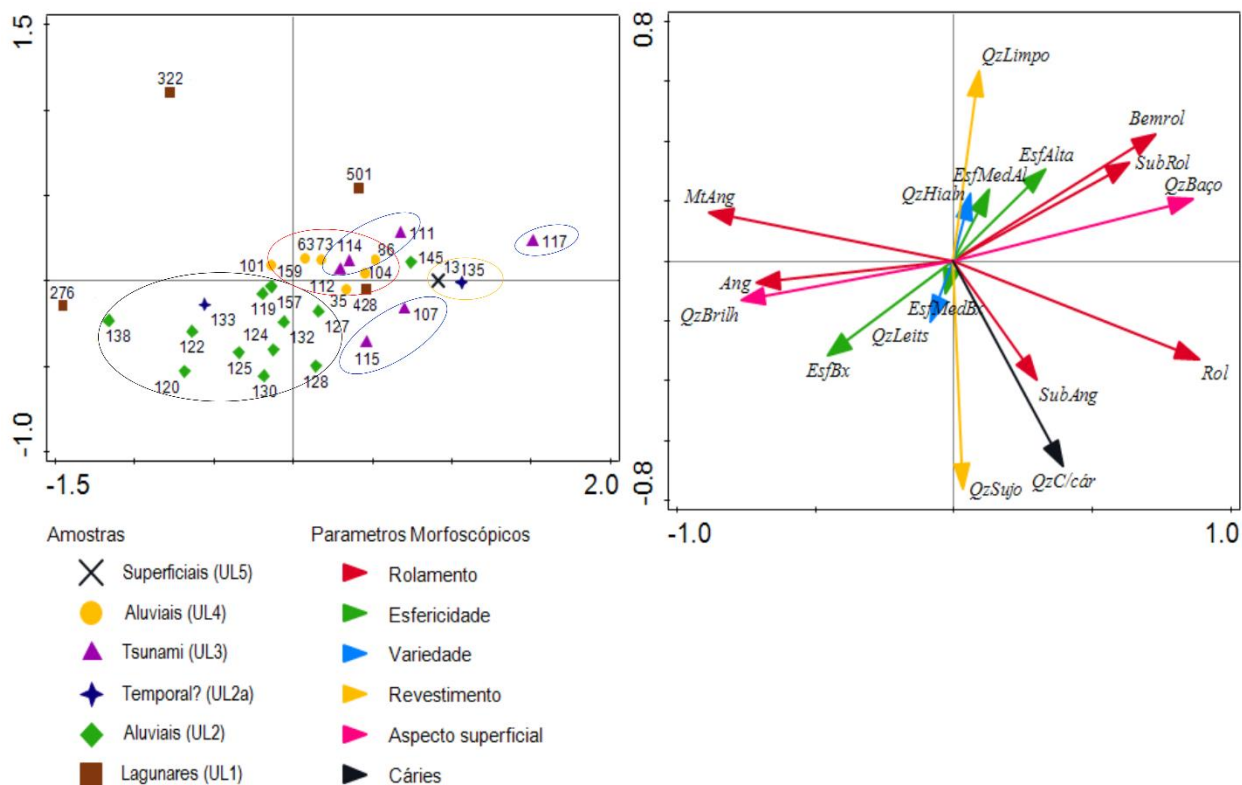 1.5
322
501
111
117
63 73 114
86
145
101
159
104
13 135
276
112
35
428
119
157
133
107
138
122
124
132
127
115
120
125
130
128
-1.0
-1.5
2.0
0.8
QzLimpo
Bemrol
EsfAlta
SubRol
EsfMedAl
QzHialn
QzBaço
MtAng
Ang
QzBrilh
EsfMedBx
QzLeits
EsfBx
Rol
SubAng
QzC/cár
QzSujo
-0.8
-1.0
1.0
Amostras
Superficiais (UL5)
Aluviais (UL4)
Tsunami (UL3)
Temporal? (UL2a)
Aluviais (UL2)
Lagunares (UL1)
Parametros Morfoscópicos
Rolamento
Esfericidade
Variedade
Revestimento
Aspecto superficial
Cáries